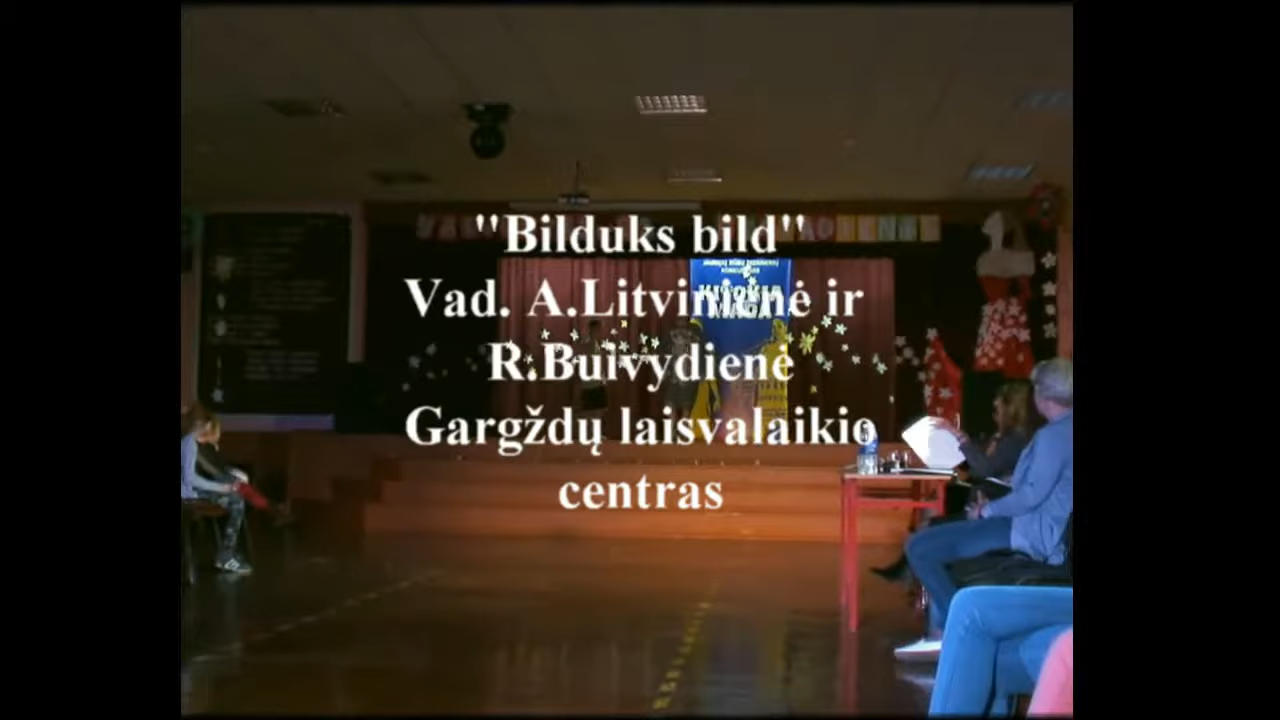 "Bilduks bild"
Vad. A.Litvinienė ir
R.Buivydienė
Gargždų laisvalaikio
centras